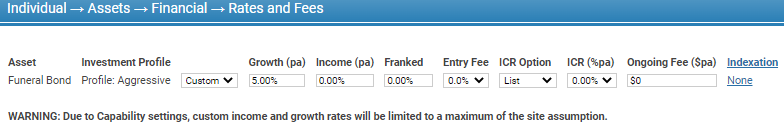 Individual → Assets → Financial → Rates and Fees
Asset Investment Profile Growth (pa) Income (pa) Franked Entry Fee ICR Option ICR (%pa) Ongoing Fee ($pa) Indexation
Funeral Bond Profile: Aggressive Custom 5.00% 0.00% 0.00% 0.0% List 0.00% $0 None
WARNING: Due to Capability settings, custom income and growth rates will be limited to a maximum of the site assumption.